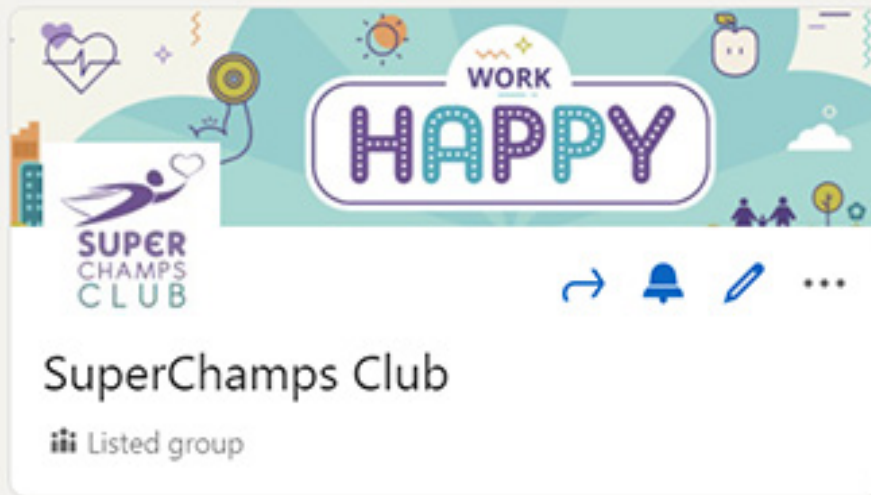 WORK
HAPPY
SUPER
CHAMPS
CLUB
SuperChamps Club
Listed group